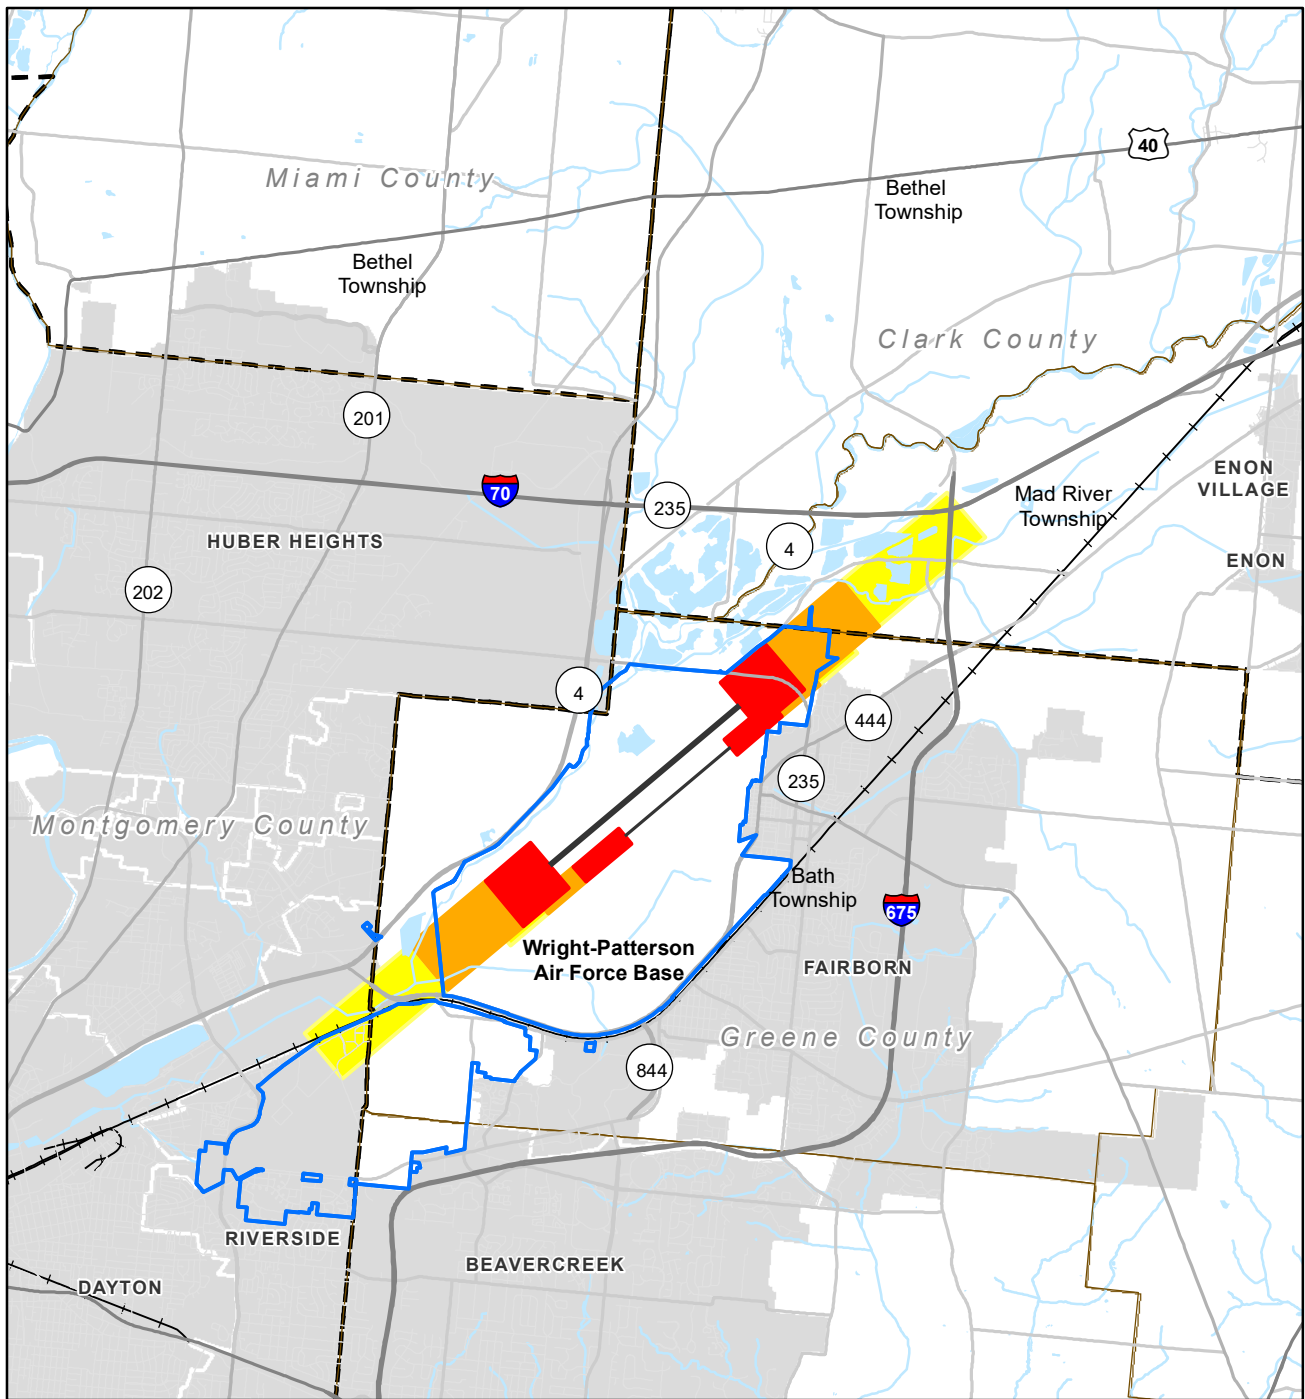 40
Miami County
Bethel
Township
Bethel
Township
Clark County
201
ENON
VILLAGE
70
235
Mad River
Township
HUBER HEIGHTS
4
ENON
202
4
444
235
Montgomery County
Bath
Township
675
Wright-Patterson
Air Force Base
FAIRBORN
Greene County
844
RIVERSIDE
BEAVERCREEK
DAYTON